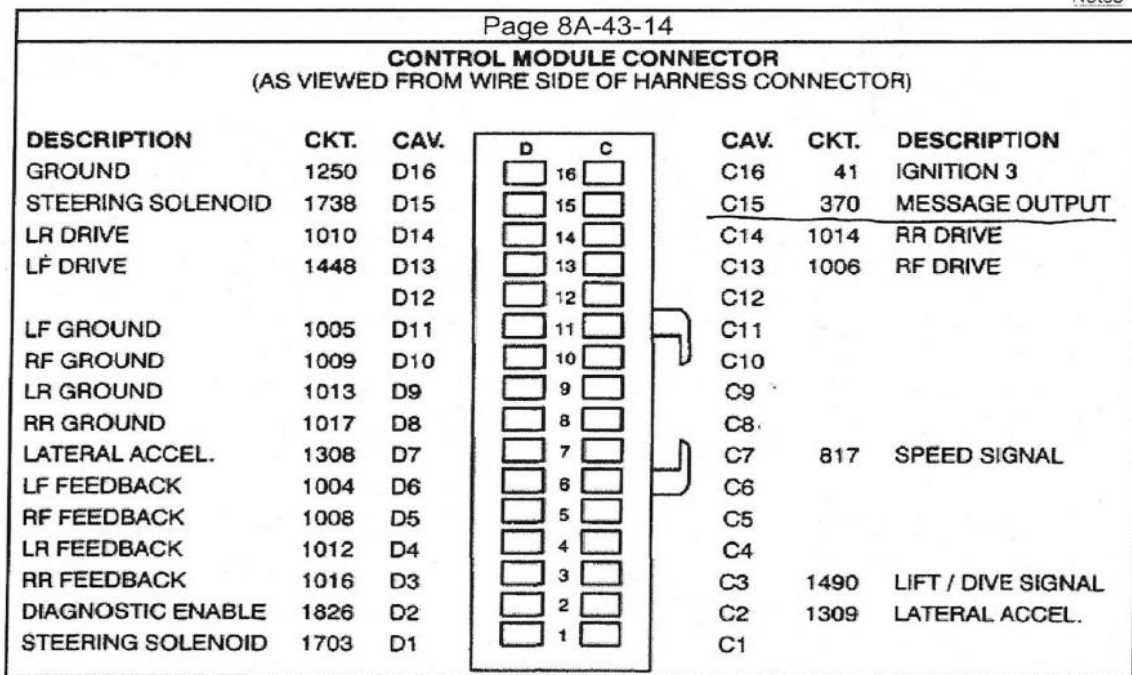 Notes
Page 8A-43-14
CONTROL MODULE CONNECTOR
(AS VIEWED FROM WIRE SIDE OF HARNESS CONNECTOR)
DESCRIPTION CKT. CAV. D C CAV. CKT. DESCRIPTION
GROUND 1250 D16 16 C16 41 IGNITION 3
STEERING SOLENOID 1738 D15 15 C15 370 MESSAGE OUTPUT
LR DRIVE 1010 D14 14 C14 1014 RR DRIVE
LF DRIVE 1448 D13 13 C13 1006 RF DRIVE
D12 12 C12
LF GROUND 1005 D11 11 C11
RF GROUND 1009 D10 10 C10
LR GROUND 1013 D9 9 C9
RR GROUND 1017 D8 8 C8
LATERAL ACCEL. 1308 D7 7 C7 817 SPEED SIGNAL
LF FEEDBACK 1004 D6 6 C6
RF FEEDBACK 1008 D5 5 C5
LR FEEDBACK 1012 D4 4 C4
RR FEEDBACK 1016 D3 3 C3 1490 LIFT / DIVE SIGNAL
DIAGNOSTIC ENABLE 1826 D2 2 C2 1309 LATERAL ACCEL.
STEERING SOLENOID 1703 D1 1 C1